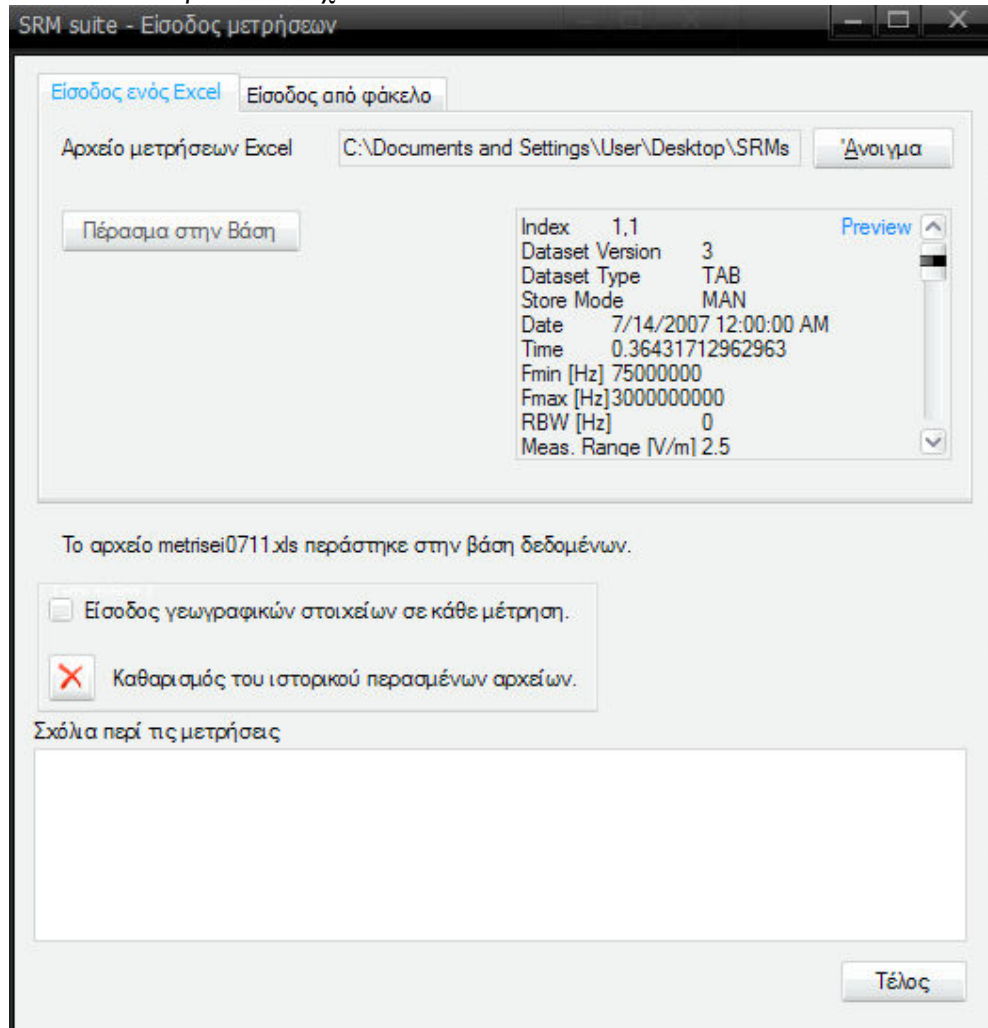 SRM suite - Είσοδος μετρήσεων
Είσοδος ενός Excel Είσοδος από φάκελο
Αρχείο μετρήσεων Excel C:\Documents and Settings\User\Desktop\SRMs Άνοιγμα
Πέρασμα στην Βάση
Preview
Index 1,1
Dataset Version 3
Dataset Type TAB
Store Mode MAN
Date 7/14/2007 12:00:00 AM
Time 0.36431712962963
Fmin [Hz] 75000000
Fmax [Hz] 3000000000
RBW [Hz] 0
Meas. Range [V/m] 2.5
Το αρχείο metrisei0711.xls περάστηκε στην βάση δεδομένων.
Είσοδος γεωγραφικών στοιχείων σε κάθε μέτρηση.
Καθαρισμός του ιστορικού περασμένων αρχείων.
Σχόλια περί τις μετρήσεις
Τέλος